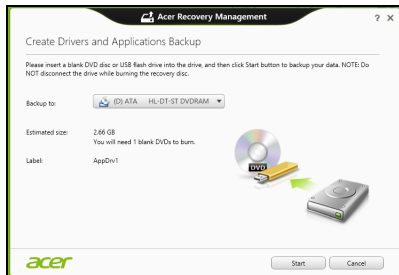 Acer Recovery Management
? X
Create Drivers and Applications Backup
Please insert a blank DVD disc or USB flash drive into the drive, and then click Start button to backup your data. NOTE: Do
NOT disconnect the drive while burning the recovery disc.
Backup to: (D) ATA HL-DT-ST DVDRAM
Estimated size: 2.66 GB
You will need 1 blank DVDs to burn.
Label: AppDrv1
DVD
acer
Start Cancel